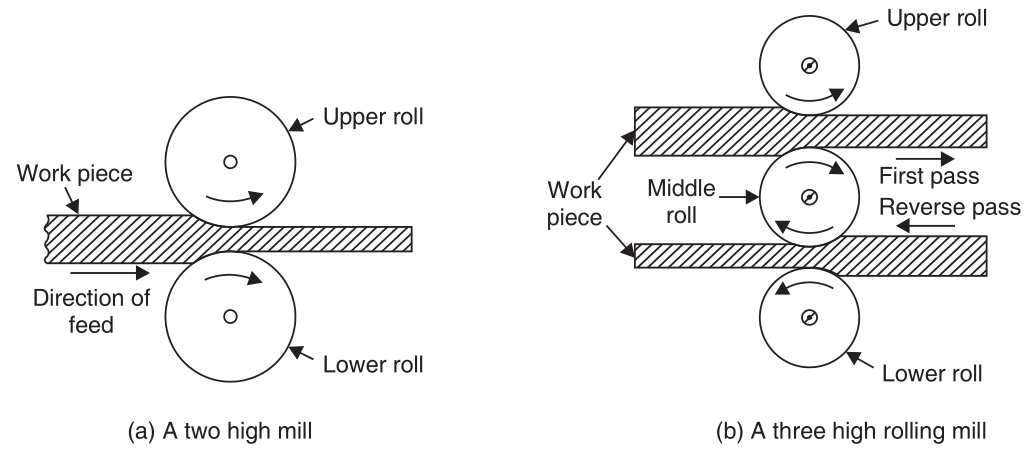 Upper roll
Work piece
Direction of
feed
Lower roll
(a) A two high mill
Upper roll
Work
piece
Middle
roll
First pass
Reverse pass
Lower roll
(b) A three high rolling mill